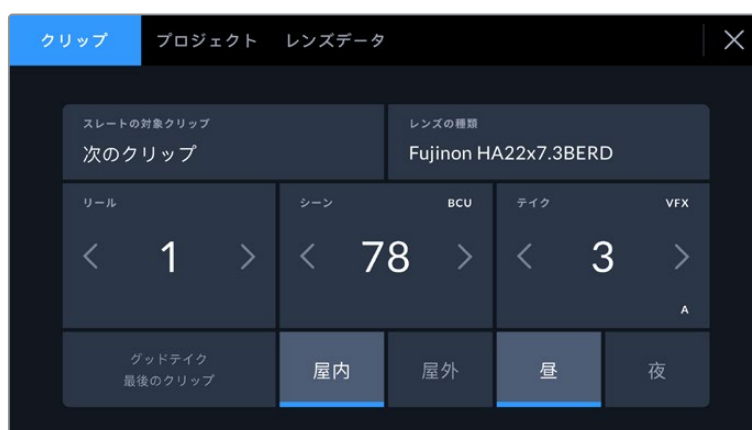 クリップ プロジェクト レンズデータ
スレートの対象クリップ
次のクリップ
レンズの種類
Fujinon HA22x7.3BERD
リール
1
シーン BCU
78
テイク VFX
3
A
グッドテイク
最後のクリップ
屋内 屋外 昼 夜